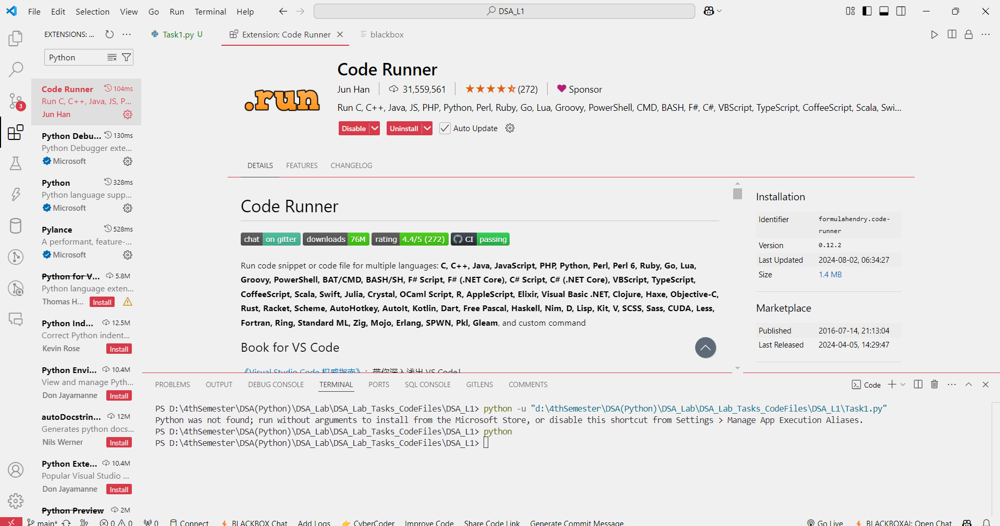 File Edit Selection View Go Run Terminal Help
DSA_L1
EXTENSIONS: ...
Task1.py U
Extension: Code Runner
blackbox
Python
Code Runner 104ms
Run C, C++, Java, JS, P...
Jun Han
Python Debu... 130ms
Python Debugger exte...
Microsoft
Python 328ms
Python language supp...
Microsoft
Pylance 528ms
A performant, feature-...
Microsoft
Python for V... 5.8M
Python language exten...
Thomas H... Install
Python Ind... 12.5M
Correct Python indent...
Kevin Rose Install
Python Envi... 10.4M
View and manage Pyth...
Don Jayamanne Install
autoDocstrin... 12M
Generates python docs...
Nils Werner Install
Python Exte... 10.4M
Popular Visual Studio ...
Don Jayamanne Install
Python Preview 2M
3
Code Runner
.run
Jun Han 31,559,561 (272) Sponsor
Run C, C++, Java, JS, PHP, Python, Perl, Ruby, Go, Lua, Groovy, PowerShell, CMD, BASH, F#, C#, VBScript, TypeScript, CoffeeScript, Scala, Swi...
Disable Uninstall Auto Update
DETAILS FEATURES CHANGELOG
Code Runner
chat on gitter downloads 76M rating 4.4/5 (272) CI passing
Run code snippet or code file for multiple languages: C, C++, Java, JavaScript, PHP, Python, Perl, Perl 6, Ruby, Go, Lua,
Groovy, PowerShell, BAT/CMD, BASH/SH, F# Script, F# (.NET Core), C# Script, C# (.NET Core), VBScript, TypeScript,
CoffeeScript, Scala, Swift, Julia, Crystal, OCaml Script, R, AppleScript, Elixir, Visual Basic .NET, Clojure, Haxe, Objective-C,
Rust, Racket, Scheme, AutoHotkey, AutoIt, Kotlin, Dart, Free Pascal, Haskell, Nim, D, Lisp, Kit, V, SCSS, Sass, CUDA, Less,
Fortran, Ring, Standard ML, Zig, Mojo, Erlang, SPWN, Pkl, Gleam, and custom command
Book for VS Code
《Visual Studio Code 权威指南》：带你深入浅出 VS Code！
Installation
Identifier formulahendry.code-
runner
Version 0.12.2
Last Updated 2024-08-02, 06:34:27
Size 1.4 MB
Marketplace
Published 2016-07-14, 21:13:04
Last Released 2024-04-05, 14:29:47
PROBLEMS OUTPUT DEBUG CONSOLE TERMINAL PORTS SQL CONSOLE GITLENS COMMENTS
Code
PS D:\4thSemester\DSA(Python)\DSA_Lab\DSA_Lab_Tasks_CodeFiles\DSA_L1> python -u "d:\4thSemester\DSA(Python)\DSA_Lab\DSA_Lab_Tasks_CodeFiles\DSA_L1\Task1.py"
Python was not found; run without arguments to install from the Microsoft Store, or disable this shortcut from Settings > Manage App Execution Aliases.
PS D:\4thSemester\DSA(Python)\DSA_Lab\DSA_Lab_Tasks_CodeFiles\DSA_L1> python
PS D:\4thSemester\DSA(Python)\DSA_Lab\DSA_Lab_Tasks_CodeFiles\DSA_L1>
main* 0 0 0 Connect BLACKBOX Chat Add Logs CyberCoder Improve Code Share Code Link Generate Commit Message Go Live BLACKBOXAI: Open Chat